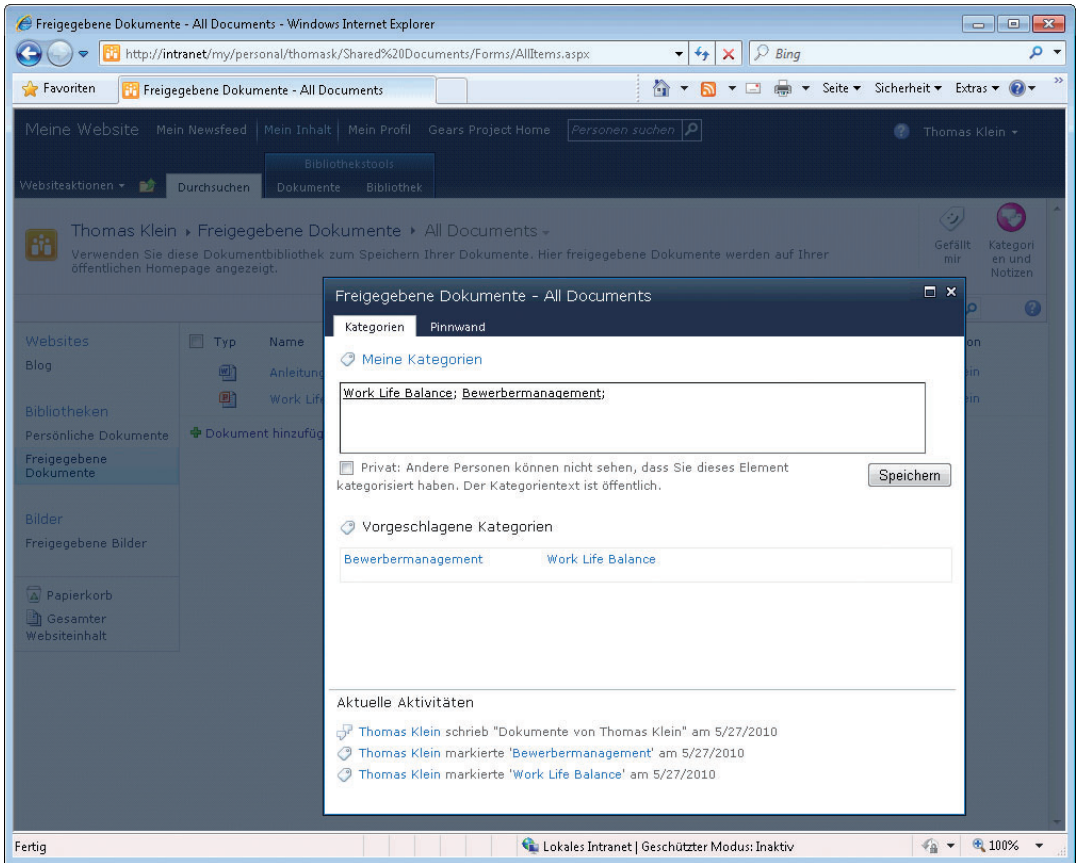 Freigegebene Dokumente - All Documents - Windows Internet Explorer
http://intranet/my/personal/thomask/Shared%20Documents/Forms/AllItems.aspx
Bing
Favoriten
Freigegebene Dokumente - All Documents
Seite
Sicherheit
Extras
Meine Website
Mein Newsfeed
Mein Inhalt
Mein Profil
Gears Project Home
Personen suchen
Thomas Klein
Bibliothekstools
Websiteaktionen
Durchsuchen
Dokumente
Bibliothek
Thomas Klein
Freigegebene Dokumente
All Documents
Gefällt
mir
Kategori
en und
Notizen
Verwenden Sie diese Dokumentbibliothek zum Speichern Ihrer Dokumente. Hier freigegebene Dokumente werden auf Ihrer
öffentlichen Homepage angezeigt.
Websites
Blog
Bibliotheken
Persönliche Dokumente
Freigegebene
Dokumente
Bilder
Freigegebene Bilder
Papierkorb
Gesamter
Websiteinhalt
Typ
Name
Anleitung
Work Life
Dokument hinzufüg
on
ein
ein
Freigegebene Dokumente - All Documents
Kategorien
Pinnwand
Meine Kategorien
Work Life Balance; Bewerbermanagement;
Privat: Andere Personen können nicht sehen, dass Sie dieses Element
kategorisiert haben. Der Kategorientext ist öffentlich.
Speichern
Vorgeschlagene Kategorien
Bewerbermanagement
Work Life Balance
Aktuelle Aktivitäten
Thomas Klein schrieb "Dokumente von Thomas Klein" am 5/27/2010
Thomas Klein markierte 'Bewerbermanagement' am 5/27/2010
Thomas Klein markierte 'Work Life Balance' am 5/27/2010
Fertig
Lokales Intranet | Geschützter Modus: Inaktiv
100%